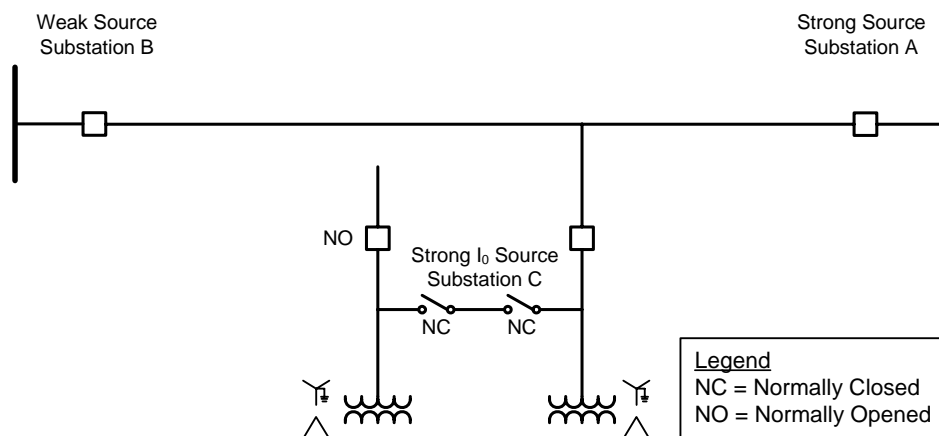 Weak Source
Substation B
Strong Source
Substation A
NO
Strong I₀ Source
Substation C
NC
NC
Legend
NC = Normally Closed
NO = Normally Opened